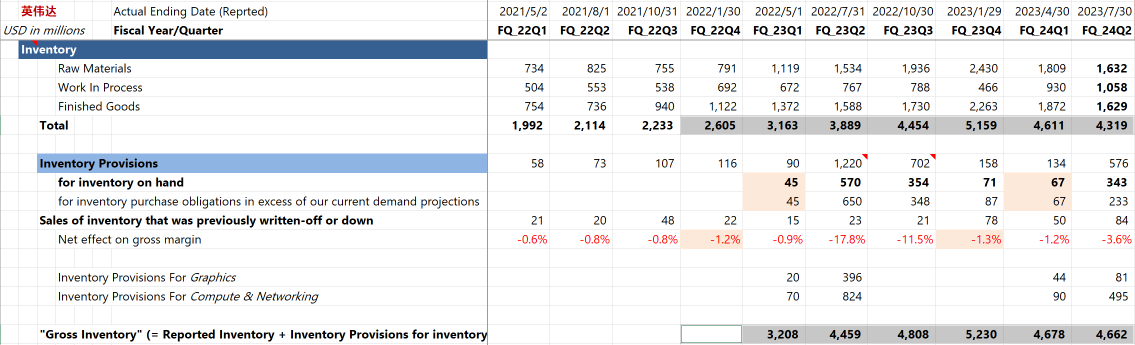 英伟达 Actual Ending Date (Reprted) 2021/5/2 2021/8/1 2021/10/31 2022/1/30 2022/5/1 2022/7/31 2022/10/30 2023/1/29 2023/4/30 2023/7/30
USD in millions Fiscal Year/Quarter FQ_22Q1 FQ_22Q2 FQ_22Q3 FQ_22Q4 FQ_23Q1 FQ_23Q2 FQ_23Q3 FQ_23Q4 FQ_24Q1 FQ_24Q2
Inventory
Raw Materials 734 825 755 791 1,119 1,534 1,936 2,430 1,809 1,632
Work In Process 504 553 538 692 672 767 788 466 930 1,058
Finished Goods 754 736 940 1,122 1,372 1,588 1,730 2,263 1,872 1,629
Total 1,992 2,114 2,233 2,605 3,163 3,889 4,454 5,159 4,611 4,319
Inventory Provisions 58 73 107 116 90 1,220 702 158 134 576
for inventory on hand 45 570 354 71 67 343
for inventory purchase obligations in excess of our current demand projections 45 650 348 87 67 233
Sales of inventory that was previously written-off or down 21 20 48 22 15 23 21 78 50 84
Net effect on gross margin -0.6% -0.8% -0.8% -1.2% -0.9% -17.8% -11.5% -1.3% -1.2% -3.6%
Inventory Provisions For Graphics 20 396 44 81
Inventory Provisions For Compute & Networking 70 824 90 495
"Gross Inventory" (= Reported Inventory + Inventory Provisions for inventory 3,208 4,459 4,808 5,230 4,678 4,662